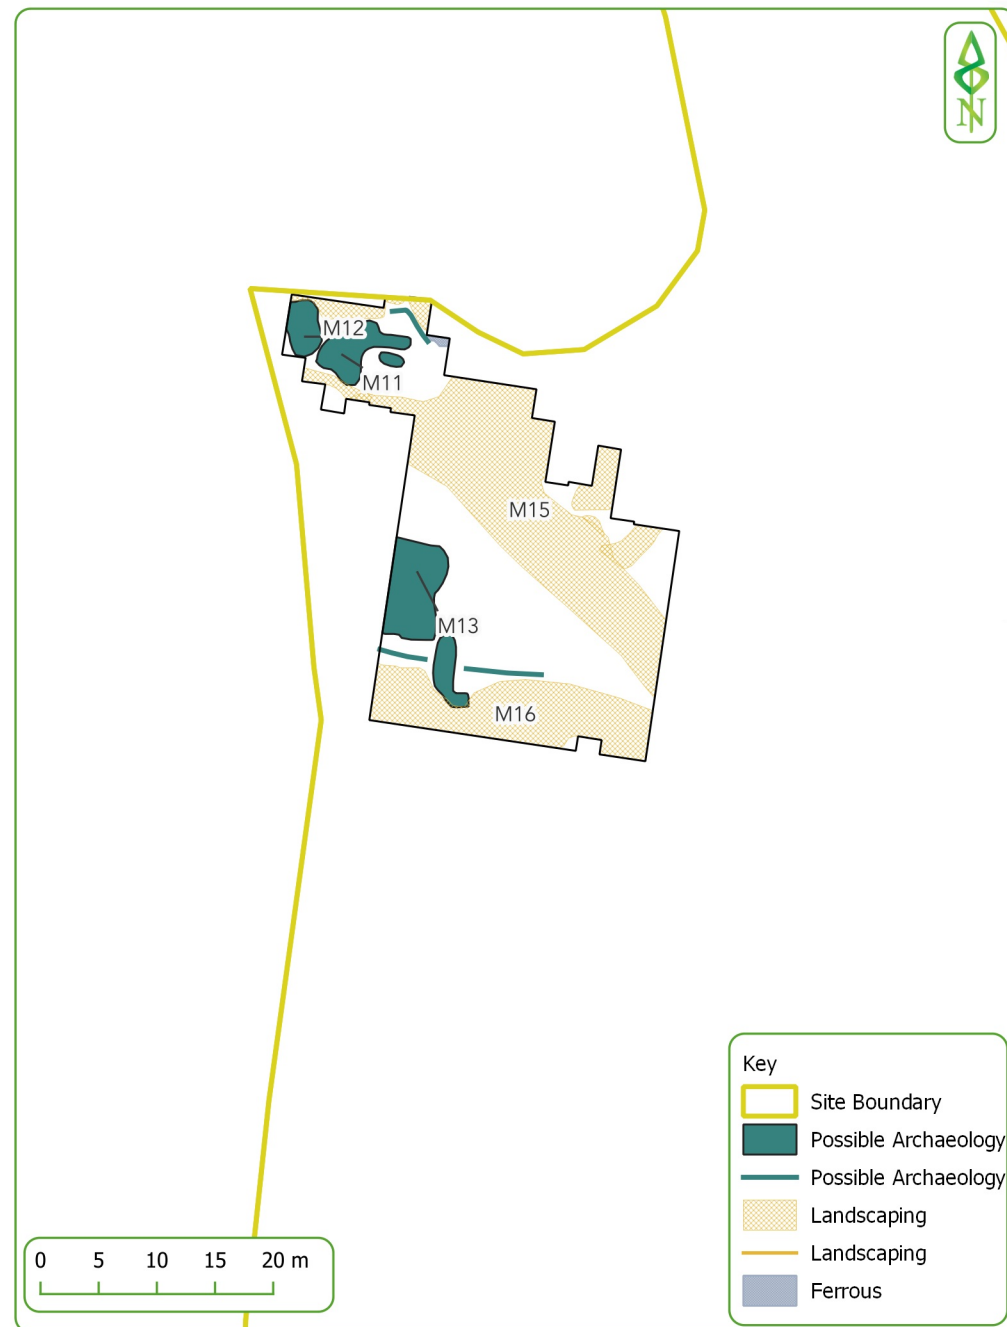 N
M12
M11
M15
M13
M16
Key
Site Boundary
Possible Archaeology
Possible Archaeology
Landscaping
Landscaping
Ferrous
0 5 10 15 20 m